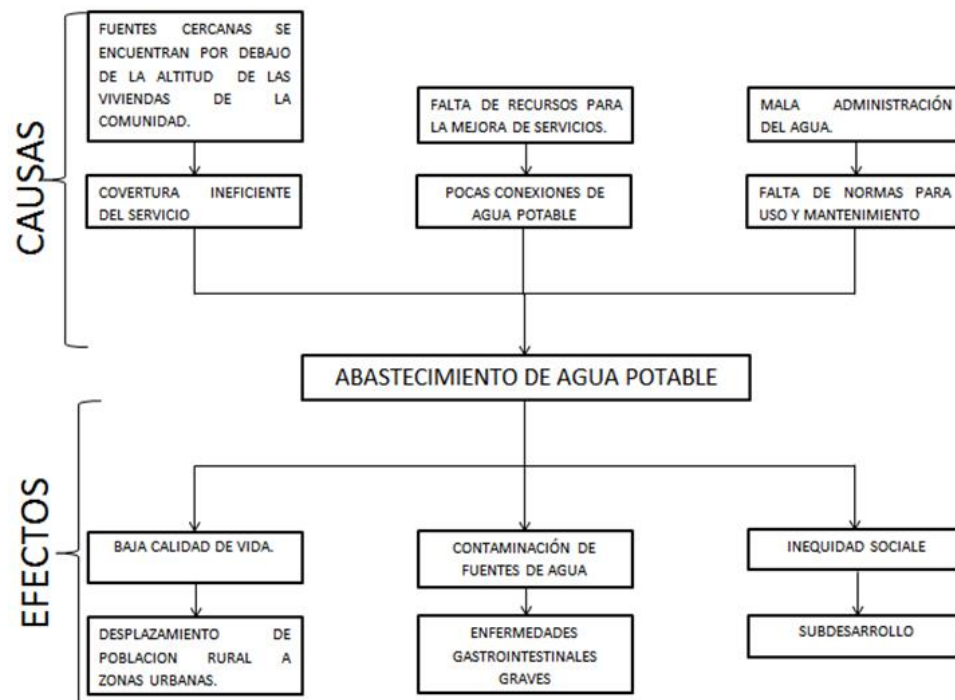 CAUSAS
FUENTES CERCANAS SE
ENCUENTRAN POR DEBAJO
DE LA ALTITUD DE LAS
VIVIENDAS DE LA
COMUNIDAD.
FALTA DE RECURSOS PARA
LA MEJORA DE SERVICIOS.
MALA ADMINISTRACIÓN
DEL AGUA.
COVERTURA INEFICIENTE
DEL SERVICIO
POCAS CONEXIONES DE
AGUA POTABLE
FALTA DE NORMAS PARA
USO Y MANTENIMIENTO
ABASTECIMIENTO DE AGUA POTABLE
EFECTOS
BAJA CALIDAD DE VIDA.
CONTAMINACIÓN DE
FUENTES DE AGUA
INEQUIDAD SOCIALE
DESPLAZAMIENTO DE
POBLACION RURAL A
ZONAS URBANAS.
ENFERMEDADES
GASTROINTESTINALES
GRAVES
SUBDESARROLLO